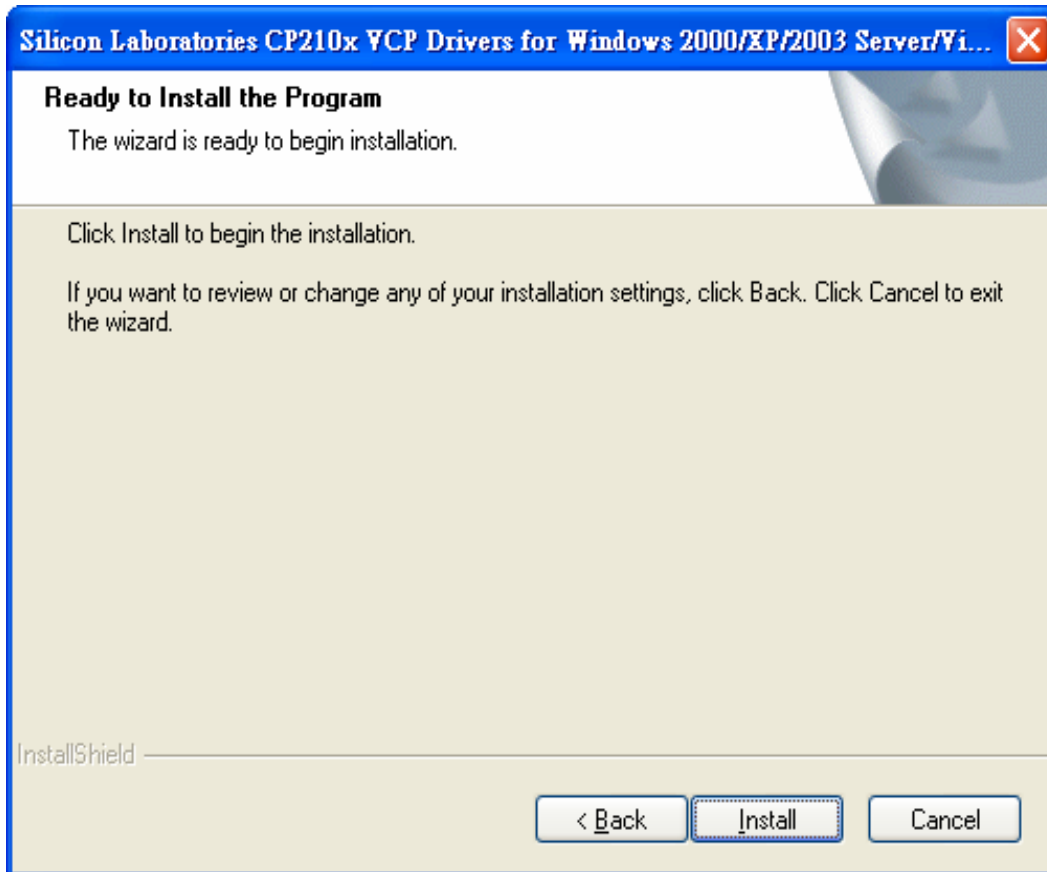 Silicon Laboratories CP210x VCP Drivers for Windows 2000/XP/2003 Server/Vi...
Ready to Install the Program
The wizard is ready to begin installation.
Click Install to begin the installation.
If you want to review or change any of your installation settings, click Back. Click Cancel to exit
the wizard.
InstallShield
< Back Install Cancel